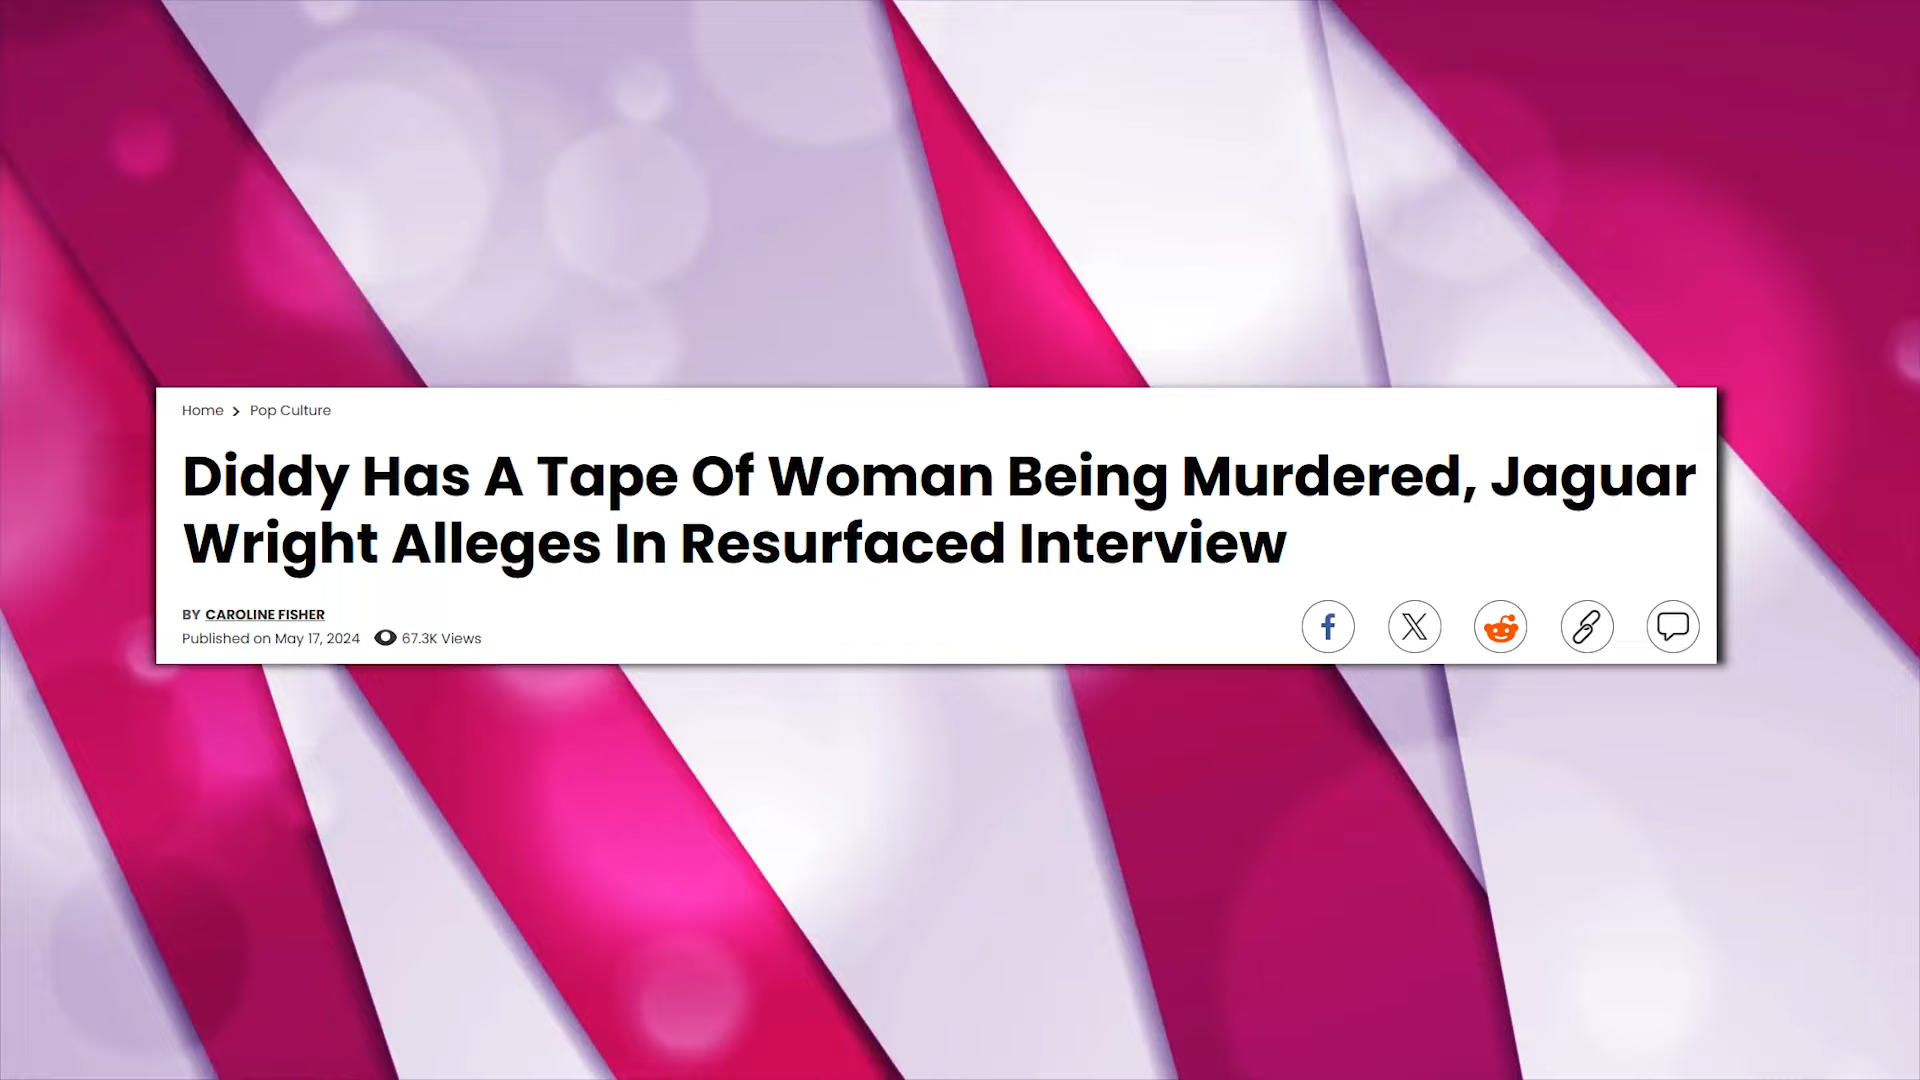 Home > Pop Culture
Diddy Has A Tape Of Woman Being Murdered, Jaguar
Wright Alleges In Resurfaced Interview
BY CAROLINE FISHER
Published on May 17, 2024 67.3K Views